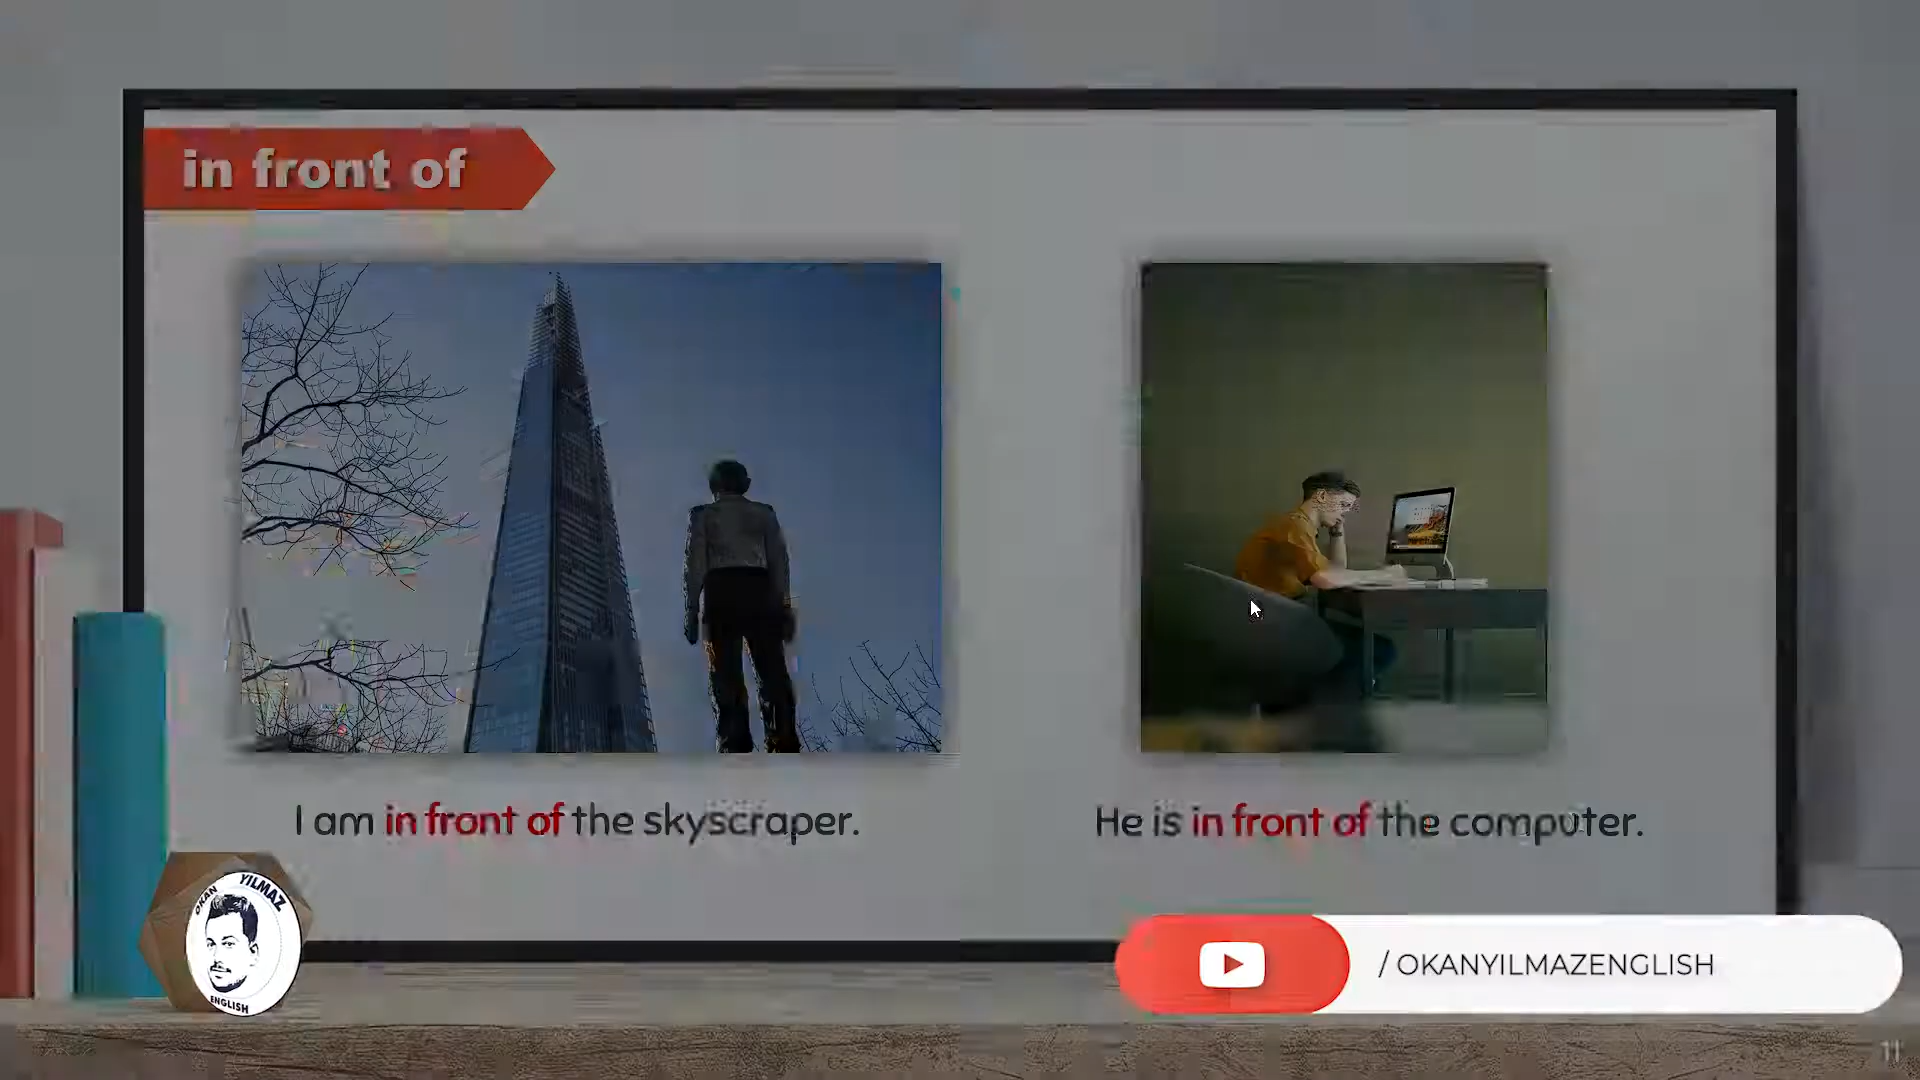 in front of
I am in front of the skyscraper.
He is in front of the computer.
OKAN YILMAZ
ENGLISH
/ OKANYILMAZENGLISH
11